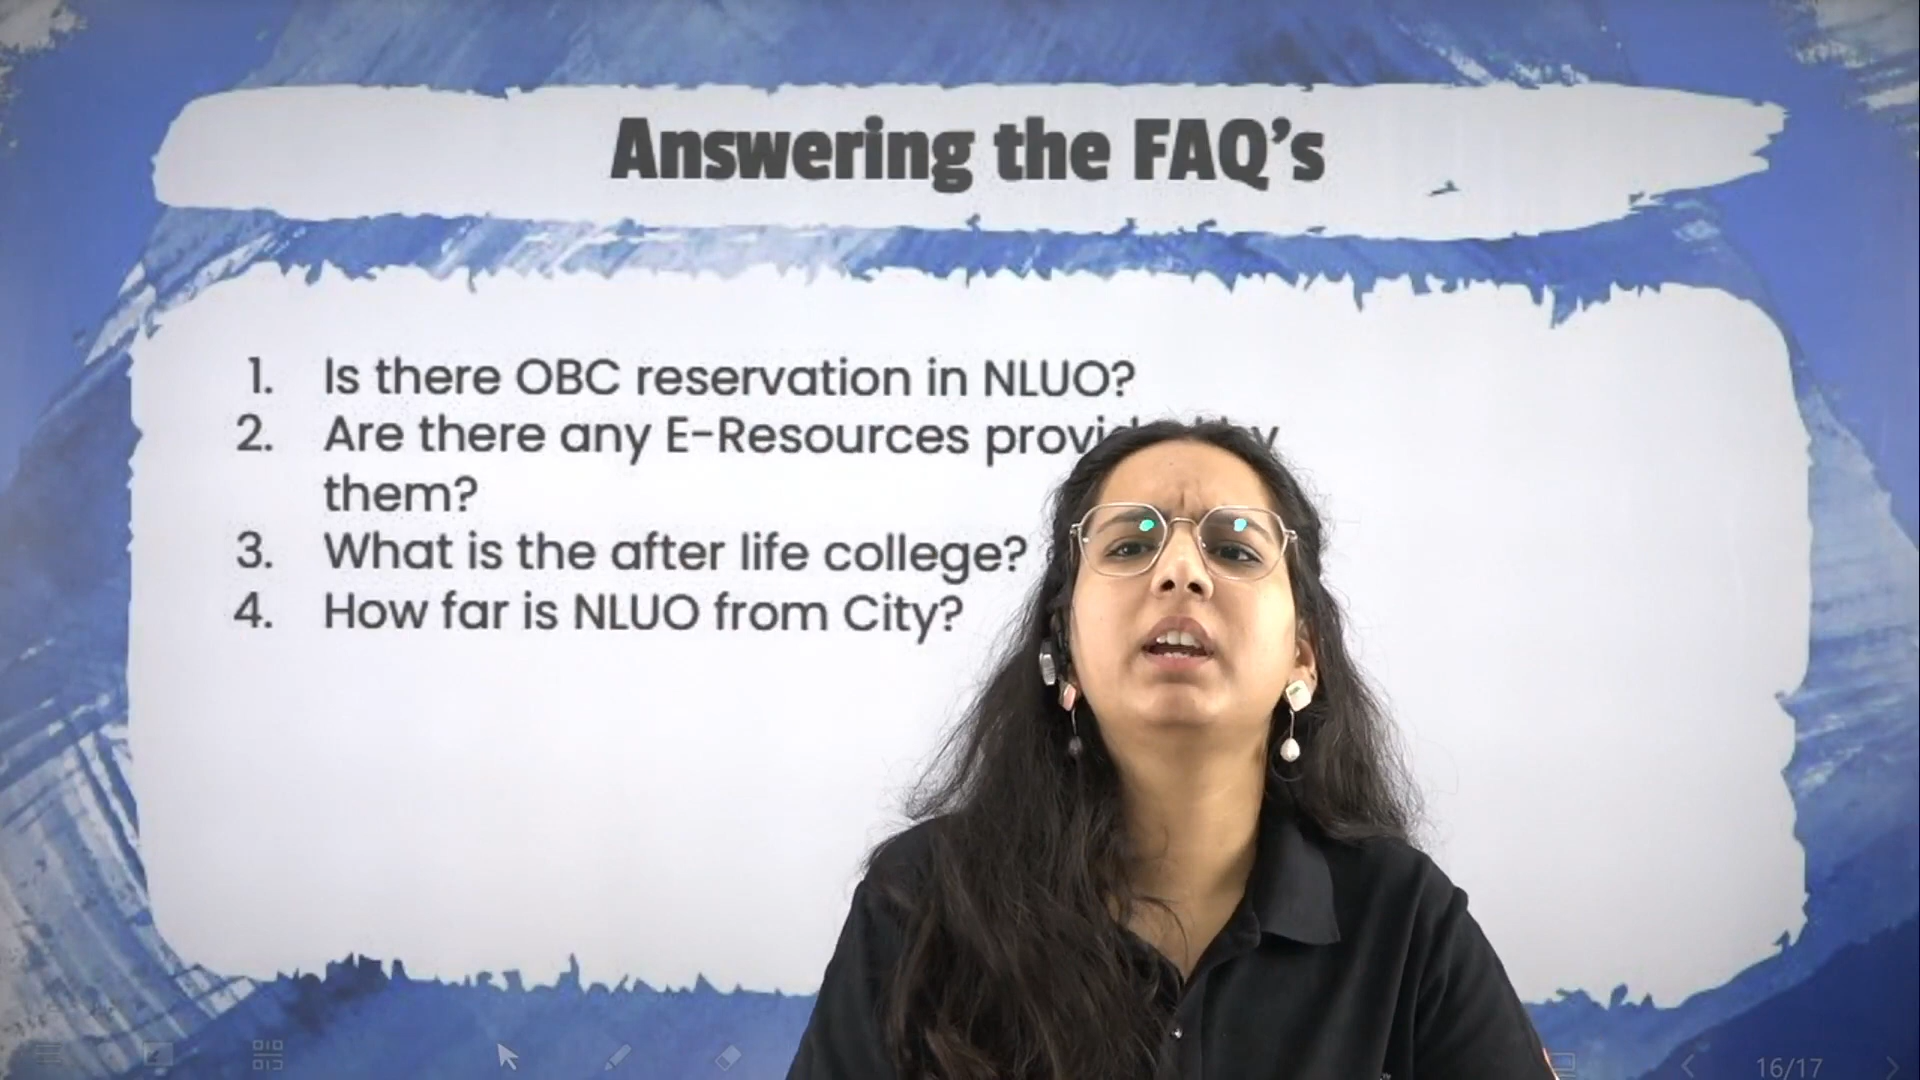 Answering the FAQ's
1. Is there OBC reservation in NLUO?
2. Are there any E-Resources
them?
3. What is the after life college?
4. How far is NLUO from City?
16/17